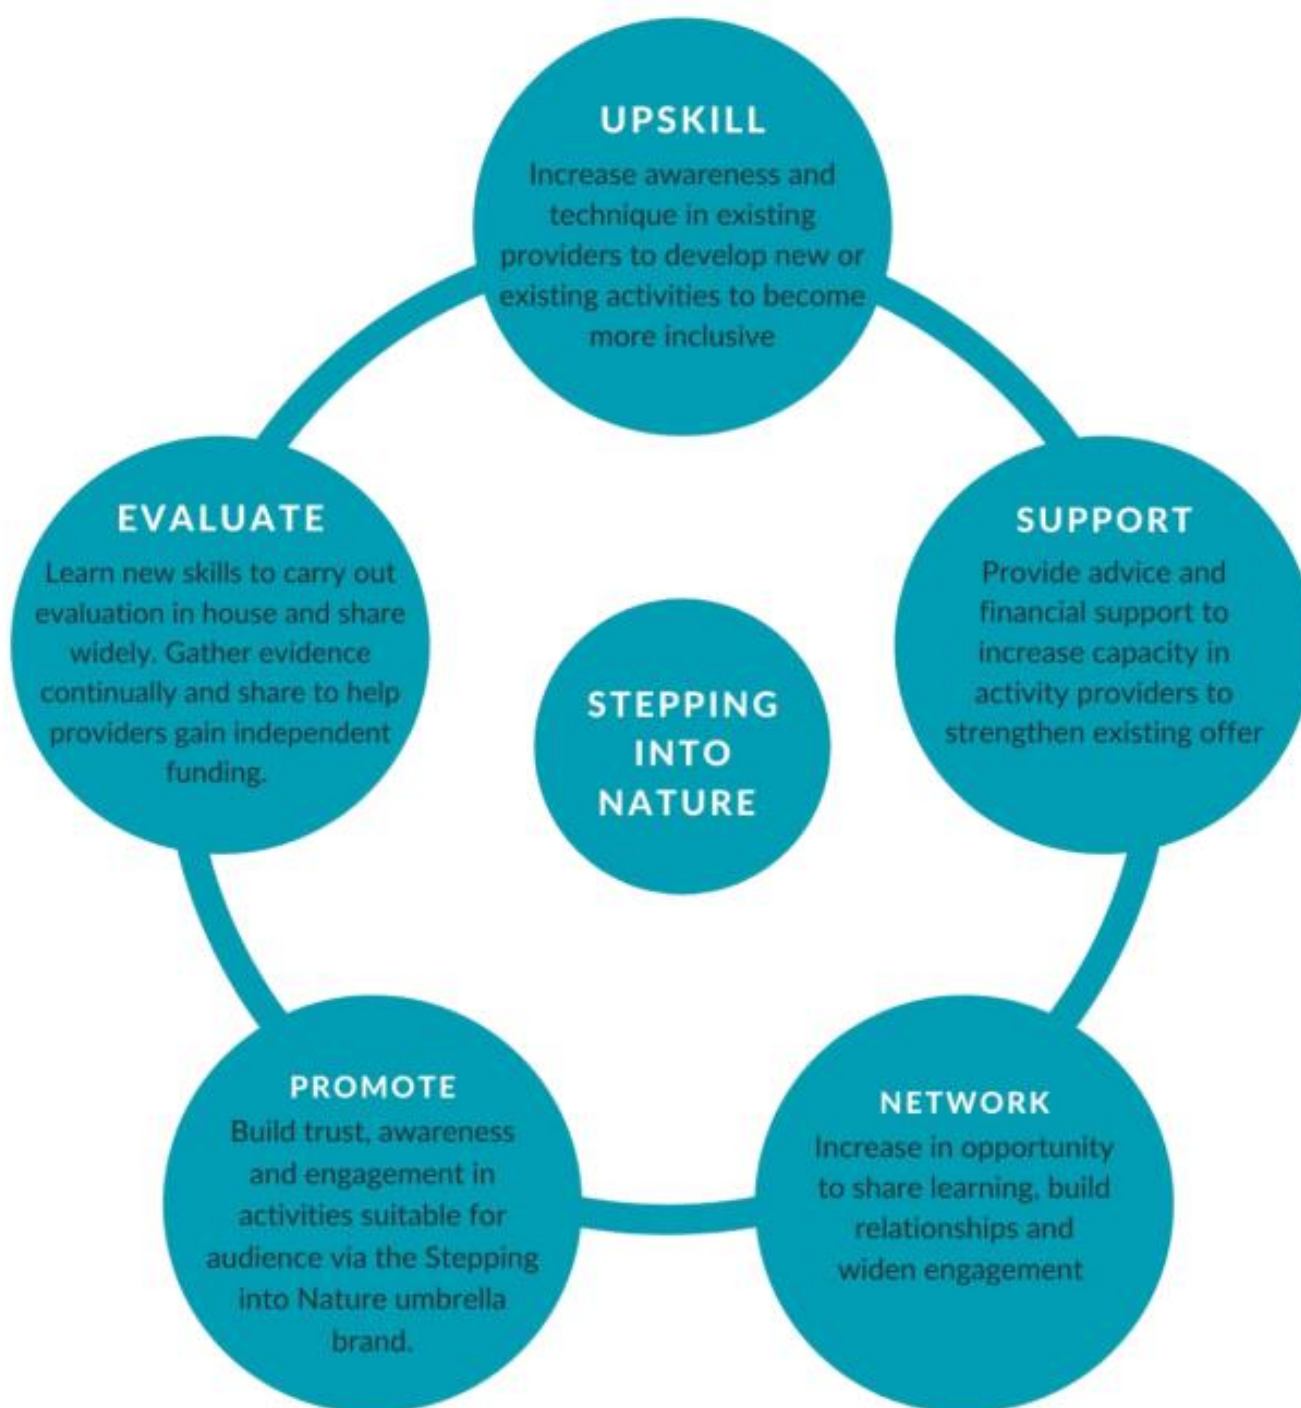 UPSKILL
Increase awareness and
technique in existing
providers to develop new or
existing activities to become
more inclusive
SUPPORT
Provide advice and
financial support to
increase capacity in
activity providers to
strengthen existing offer
NETWORK
Increase in opportunity
to share learning, build
relationships and
widen engagement
PROMOTE
Build trust, awareness
and engagement in
activities suitable for
audience via the Stepping
into Nature umbrella
brand.
EVALUATE
Learn new skills to carry out
evaluation in house and share
widely. Gather evidence
continually and share to help
providers gain independent
funding.
STEPPING
INTO
NATURE